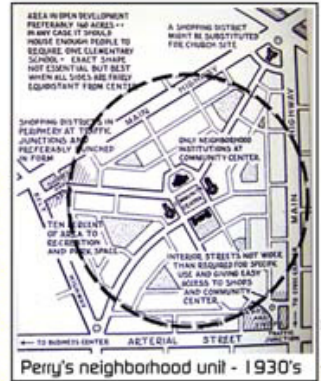 AREA IN OPEN DEVELOPMENT
PREFERABLY 160 ACRES ••
IN ANY CASE IT SHOULD
HOUSE ENOUGH PEOPLE TO
REQUIRE ONE ELEMENTARY
SCHOOL • EXACT SHAPE
NOT ESSENTIAL BUT BEST
WHEN ALL SIDES ARE FAIRLY
EQUIDISTANT FROM CENTER
A SHOPPING DISTRICT
MIGHT BE SUBSTITUTED
FOR CHURCH SITE
SHOPPING DISTRICTS IN
PERIPHERY AT TRAFFIC
JUNCTIONS AND
PREFERABLY BUNCHED
IN FORM
MAIN HIGHWAY
HIGHWAY
MAIN
ONLY NEIGHBORHOOD
INSTITUTIONS AT
COMMUNITY CENTER
TEN PERCENT
OF AREA TO
RECREATION
AND PARK SPACE
HIGHWAY
INTERIOR STREETS NOT WIDER
THAN REQUIRED FOR SPECIFIC
USE AND GIVING EASY
ACCESS TO SHOPS
AND COMMUNITY
CENTER
TO BUSINESS CENTER
ARTERIAL STREET
Perry's neighborhood unit - 1930's